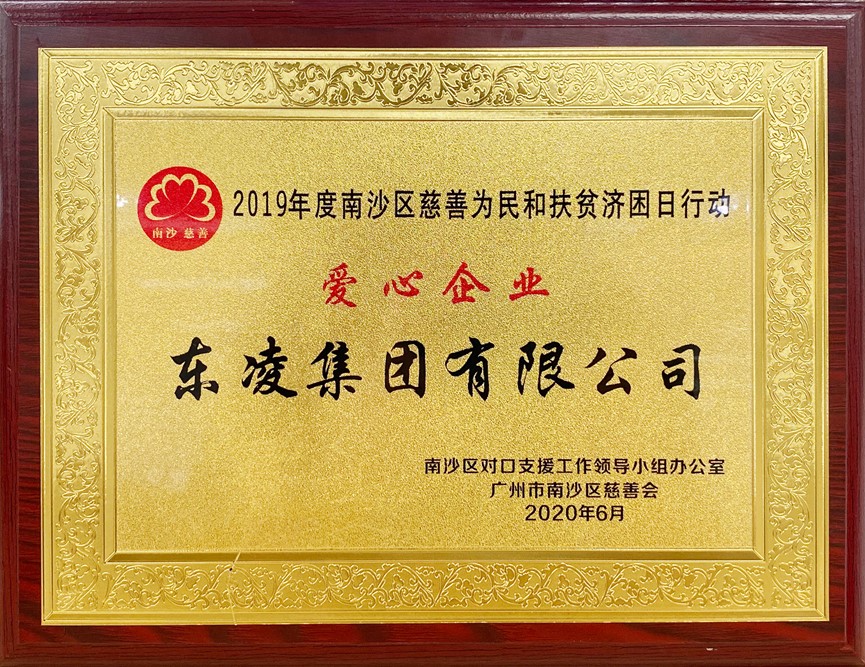 南沙 慈善
2019年度南沙区慈善为民和扶贫济困日行动
爱心企业
东凌集团有限公司
南沙区对口支援工作领导小组办公室
广州市南沙区慈善会
2020年6月